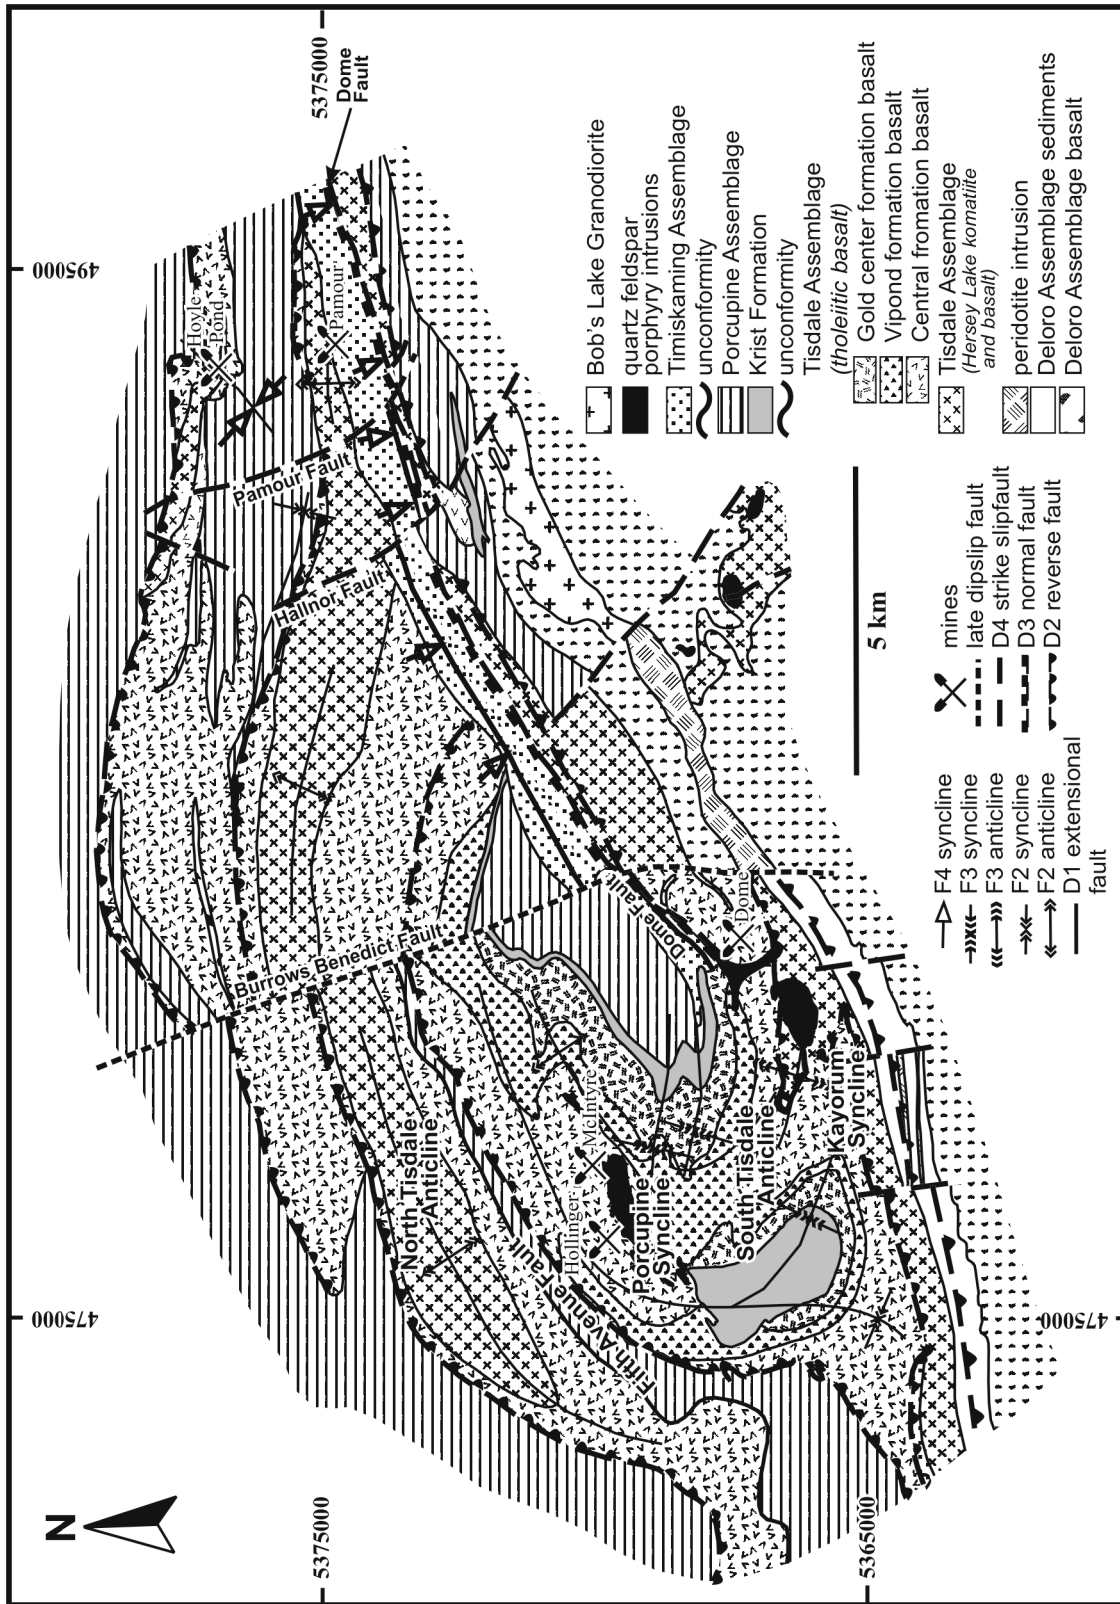 N
5375000
5375000
5365000
475000
475000
495000
Dome
Fault
Hoyle
Pond
Pamour
Pamour Fault
Hallnor Fault
Burrows Benedict Fault
Dome Fault
Dome
North Tisdale
Anticline
Fifth Avenue Fault
Hollinger
McIntyre
Porcupine
Syncline
South Tisdale
Anticline
Kayorum
Syncline
5 km
F4 syncline
F3 syncline
F3 anticline
F2 syncline
F2 anticline
D1 extensional
fault
mines
late dipslip fault
D4 strike slipfault
D3 normal fault
D2 reverse fault
Bob's Lake Granodiorite
quartz feldspar
porphyry intrusions
Timiskaming Assemblage
unconformity
Porcupine Assemblage
Krist Formation
unconformity
Tisdale Assemblage
(tholeiitic basalt)
Gold center formation basalt
Vipond formation basalt
Central fromation basalt
Tisdale Assemblage
(Hersey Lake komatiite
and basalt)
peridotite intrusion
Deloro Assemblage sediments
Deloro Assemblage basalt